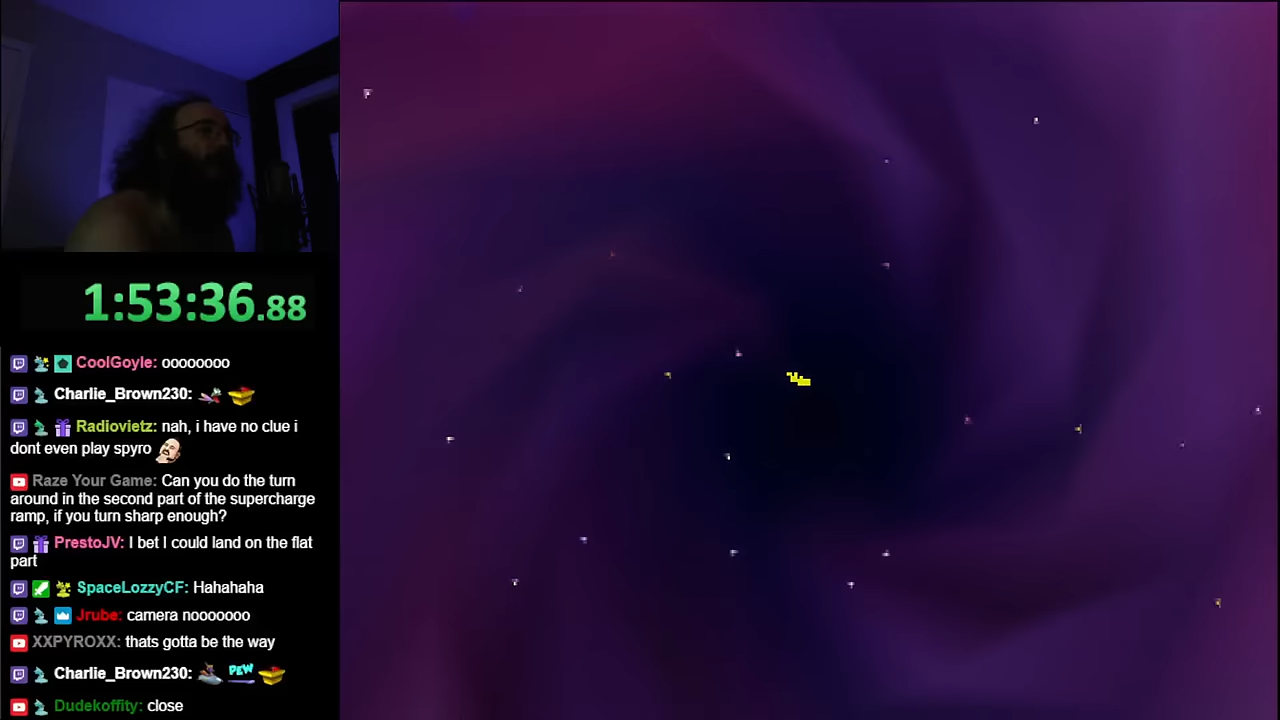 1:53:36.88
CoolGoyle: oooooooo
Charlie_Brown230:
Radiovietz: nah, i have no clue i
dont even play spyro
Raze Your Game: Can you do the turn
around in the second part of the supercharge
ramp, if you turn sharp enough?
PrestoJV: I bet I could land on the flat
part
SpaceLozzyCF: Hahahaha
Jrube: camera nooooooo
XXPYROXX: thats gotta be the way
Charlie_Brown230: PEW
Dudekoffity: close